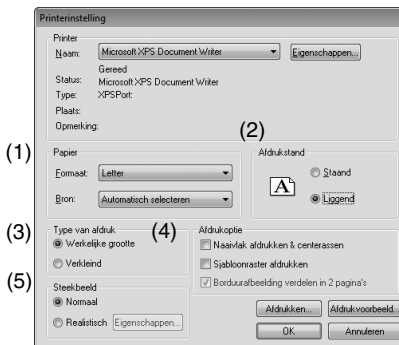 Printerinstelling
Printer
Naam: Microsoft XPS Document Writer Eigenschappen...
Gereed
Status: Microsoft XPS Document Writer
Type: XPSPort:
Plaats:
Opmerking:
(1) (2)
Papier Afdrukstand
Formaat: Letter Staand
A
Bron: Automatisch selecteren Liggend
(3) Type van afdruk (4) Afdrukoptie
Werkelijke grootte Naaivlak afdrukken & centerassen
Verkleind Sjabloonraster afdrukken
(5) Steekbeeld Borduurafbeelding verdelen in 2 pagina's
Normaal
Realistisch Eigenschappen... Afdrukken... Afdrukvoorbeeld...
OK Annuleren